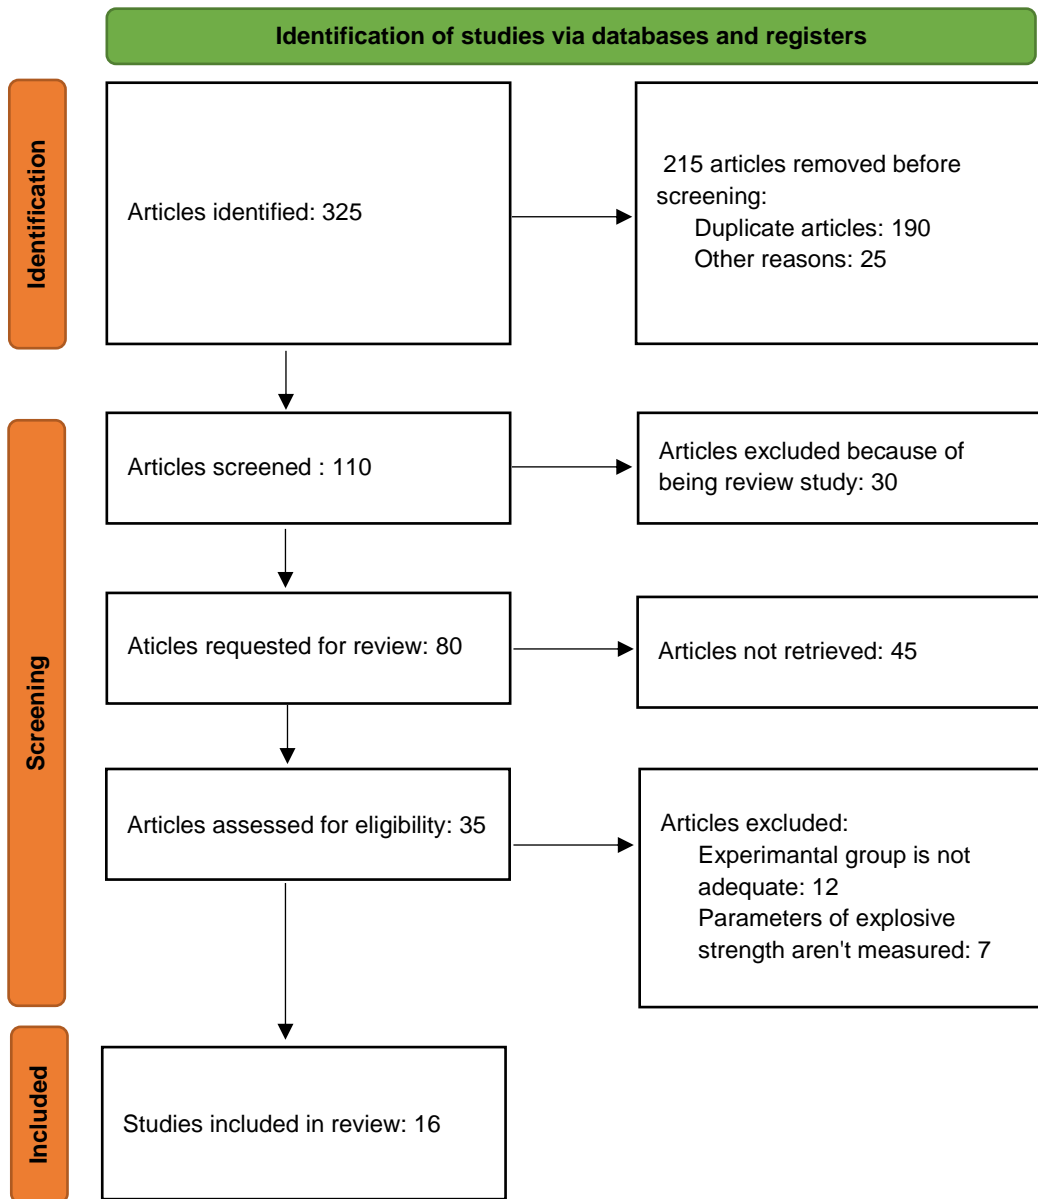 Identification of studies via databases and registers
Identification
Articles identified: 325
215 articles removed before
screening:
Duplicate articles: 190
Other reasons: 25
Screening
Articles screened : 110
Articles excluded because of
being review study: 30
Aticles requested for review: 80
Articles not retrieved: 45
Articles assessed for eligibility: 35
Articles excluded:
Experimantal group is not
adequate: 12
Parameters of explosive
strength aren't measured: 7
Included
Studies included in review: 16